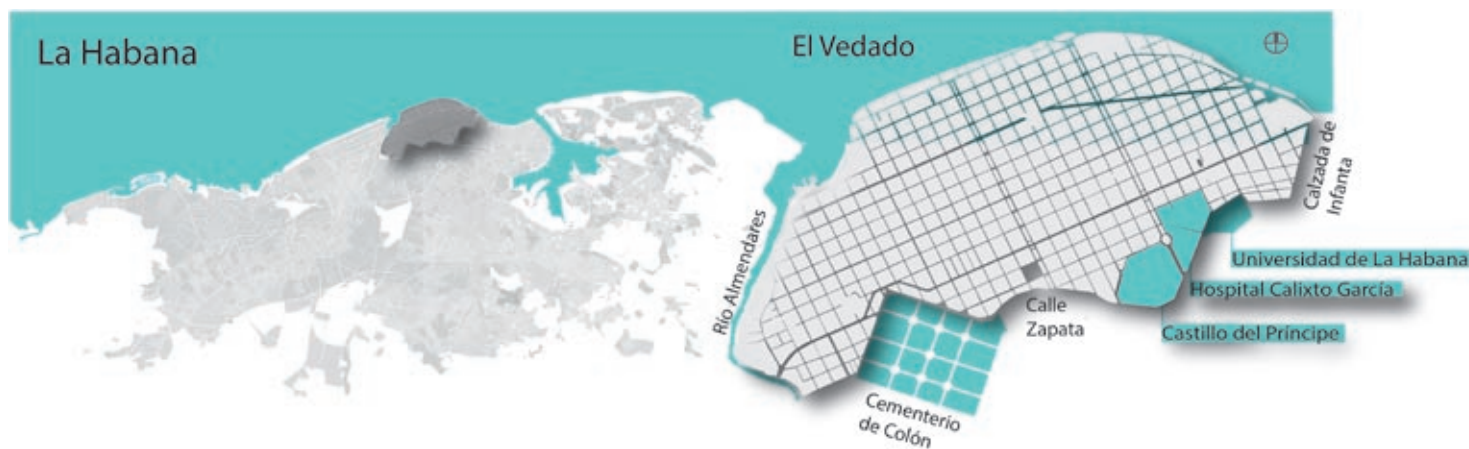 La Habana
El Vedado
Río Almendares
Calzada de
Infanta
Universidad de La Habana
Hospital Calixto García
Castillo del Príncipe
Calle
Zapata
Cementerio
de Colón